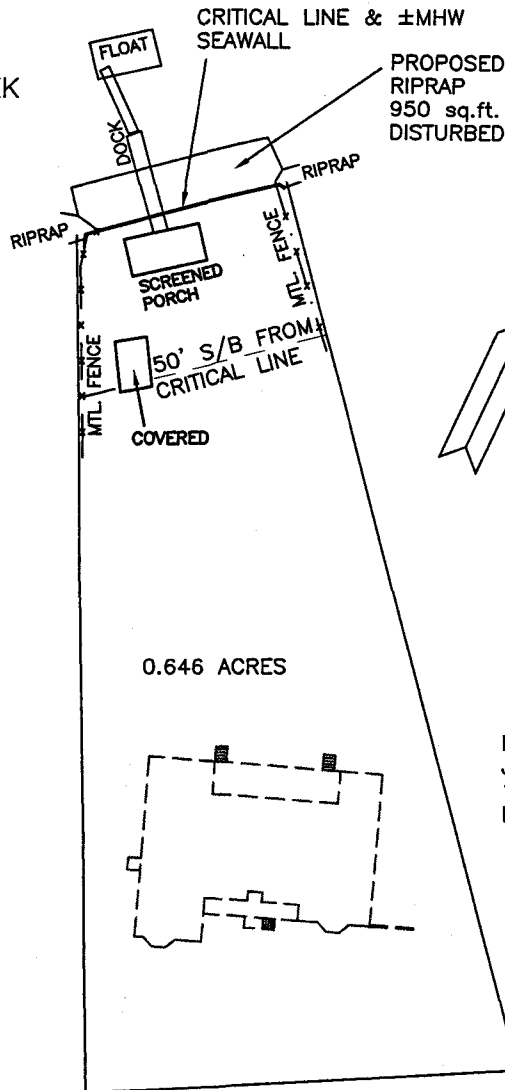 CRITICAL LINE & ±MHW
SEAWALL
FLOAT
PROPOSED
RIPRAP
950 sq.ft.
DISTURBED
DOCK
RIPRAP
RIPRAP
SCREENED
PORCH
MTL. FENCE
MTL. FENCE
50' S/B FROM
CRITICAL LINE
COVERED
0.646 ACRES